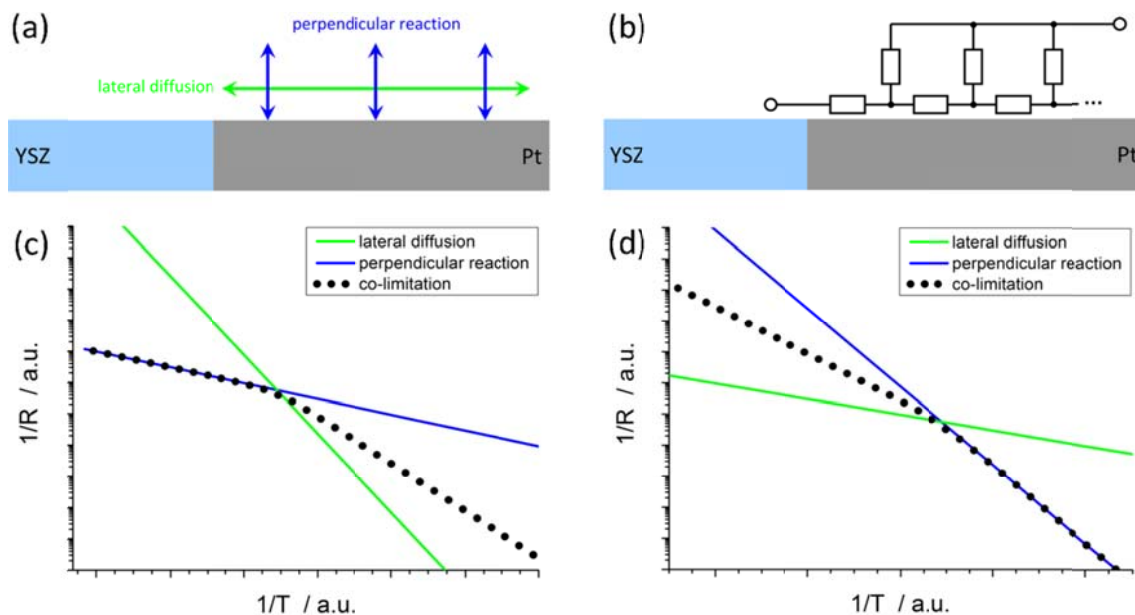 (a)
perpendicular reaction
lateral diffusion
YSZ
Pt
(b)
YSZ
Pt
...
(c)
lateral diffusion
perpendicular reaction
co-limitation
1/R / a.u.
1/T / a.u.
(d)
lateral diffusion
perpendicular reaction
co-limitation
1/R / a.u.
1/T / a.u.